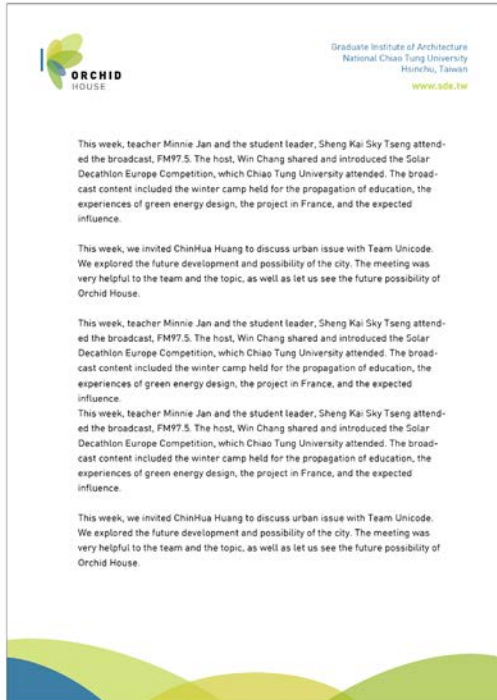 ORCHID
HOUSE
Graduate Institute of Architecture
National Chiao Tung University
Hsinchu, Taiwan
www.sde.tw
This week, teacher Minnie Jan and the student leader, Sheng Kai Sky Tseng attend-
ed the broadcast, FM97.5. The host, Win Chang shared and introduced the Solar
Decathlon Europe Competition, which Chiao Tung University attended. The broad-
cast content included the winter camp held for the propagation of education, the
experiences of green energy design, the project in France, and the expected
influence.
This week, we invited ChinHua Huang to discuss urban issue with Team Unicode.
We explored the future development and possibility of the city. The meeting was
very helpful to the team and the topic, as well as let us see the future possibility of
Orchid House.
This week, teacher Minnie Jan and the student leader, Sheng Kai Sky Tseng attend-
ed the broadcast, FM97.5. The host, Win Chang shared and introduced the Solar
Decathlon Europe Competition, which Chiao Tung University attended. The broad-
cast content included the winter camp held for the propagation of education, the
experiences of green energy design, the project in France, and the expected
influence.
This week, teacher Minnie Jan and the student leader, Sheng Kai Sky Tseng attend-
ed the broadcast, FM97.5. The host, Win Chang shared and introduced the Solar
Decathlon Europe Competition, which Chiao Tung University attended. The broad-
cast content included the winter camp held for the propagation of education, the
experiences of green energy design, the project in France, and the expected
influence.
This week, we invited ChinHua Huang to discuss urban issue with Team Unicode.
We explored the future development and possibility of the city. The meeting was
very helpful to the team and the topic, as well as let us see the future possibility of
Orchid House.